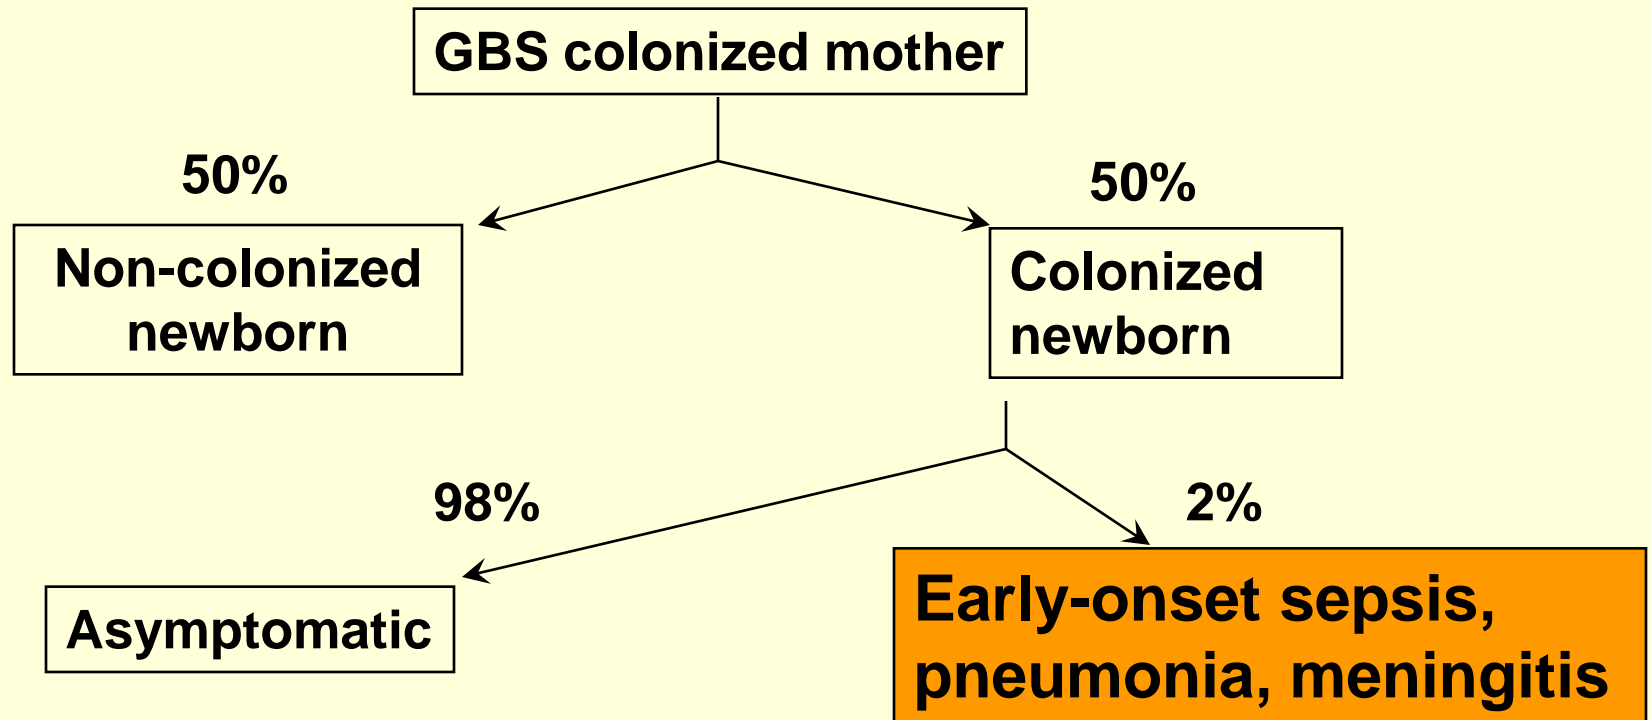 GBS colonized mother
50%
50%
Non-colonized
newborn
Colonized
newborn
98%
2%
Asymptomatic
Early-onset sepsis,
pneumonia, meningitis